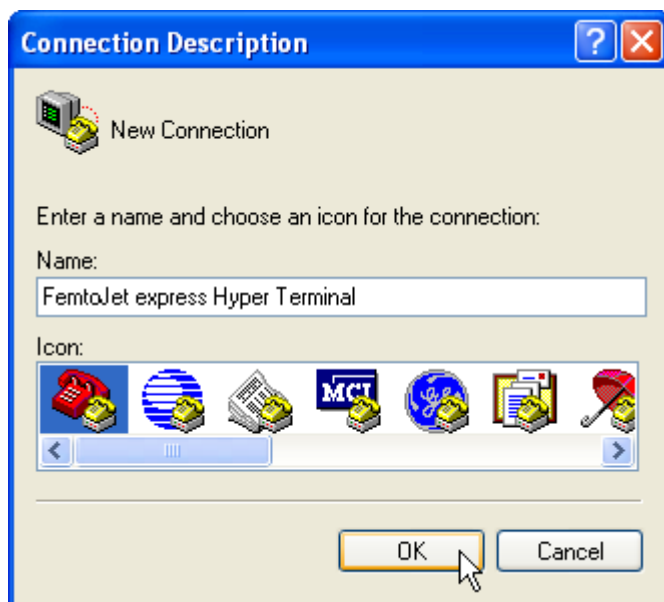 Connection Description
?
New Connection
Enter a name and choose an icon for the connection:
Name:
FemtoJet express Hyper Terminal
Icon:
MCI
OK
Cancel